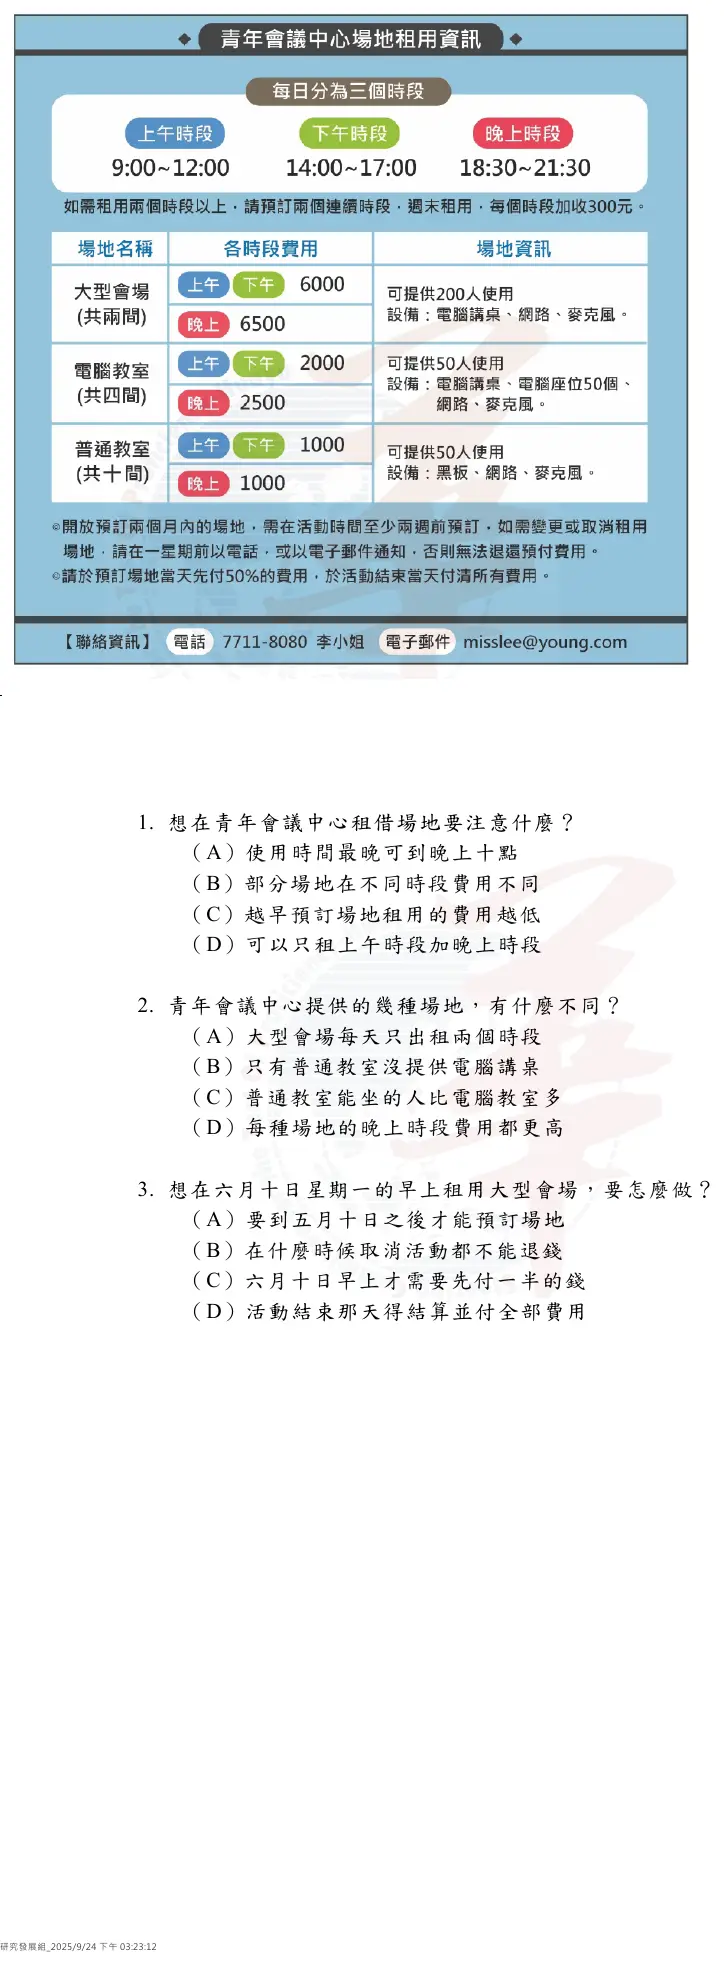 青年會議中心場地租用資訊
每日分為三個時段
上午時段 下午時段 晚上時段
9:00~12:00 14:00~17:00 18:30~21:30
如需租用兩個時段以上，請預訂兩個連續時段，週末租用，每個時段加收300元。
場地名稱 各時段費用 場地資訊
大型會場
(共兩間)
上午 下午 6000
晚上 6500
可提供200人使用
設備：電腦講桌、網路、麥克風。
電腦教室
(共四間)
上午 下午 2000
晚上 2500
可提供50人使用
設備：電腦講桌、電腦座位50個、
網路、麥克風。
普通教室
(共十間)
上午 下午 1000
晚上 1000
可提供50人使用
設備：黑板、網路、麥克風。
◎開放預訂兩個月內的場地，需在活動時間至少兩週前預訂，如需變更或取消租用
場地，請在一星期前以電話，或以電子郵件通知，否則無法退還預付費用。
◎請於預訂場地當天先付50%的費用，於活動結束當天付清所有費用。
【聯絡資訊】 電話 7711-8080 李小姐 電子郵件 misslee@young.com
1. 想在青年會議中心租借場地要注意什麼？
（A）使用時間最晚可到晚上十點
（B）部分場地在不同時段費用不同
（C）越早預訂場地租用的費用越低
（D）可以只租上午時段加晚上時段
2. 青年會議中心提供的幾種場地，有什麼不同？
（A）大型會場每天只出租兩個時段
（B）只有普通教室沒提供電腦講桌
（C）普通教室能坐的人比電腦教室多
（D）每種場地的晚上時段費用都更高
3. 想在六月十日星期一的早上租用大型會場，要怎麼做？
（A）要到五月十日之後才能預訂場地
（B）在什麼時候取消活動都不能退錢
（C）六月十日早上才需要先付一半的錢
（D）活動結束那天得結算並付全部費用
研究發展組_2025/9/24 下午 03:23:12